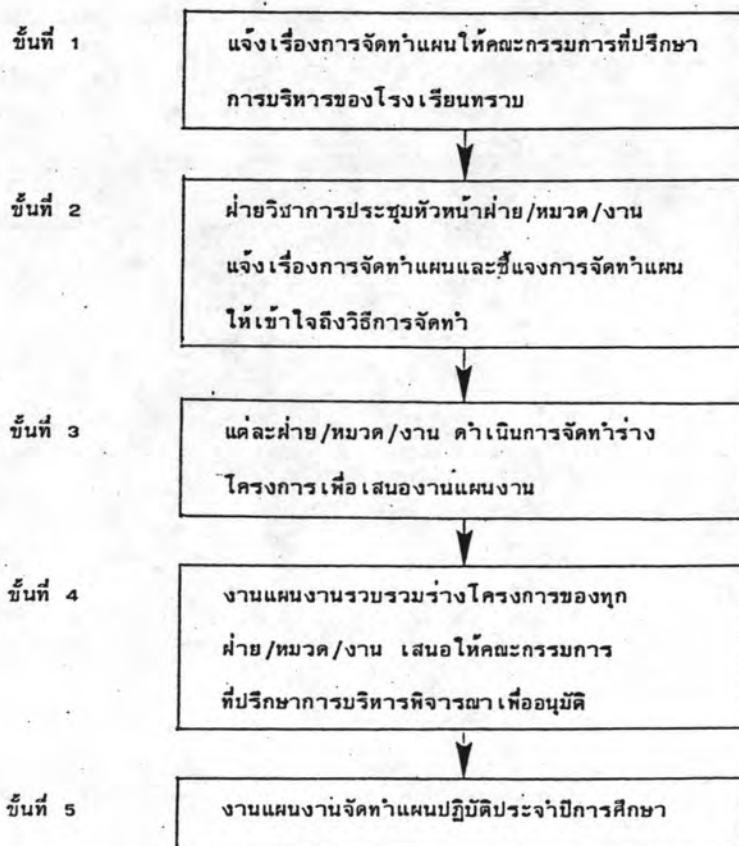 ขั้นที่ 1
แจ้งเรื่องการจัดทำแผนให้คณะกรรมการที่ปรึกษา
การบริหารของโรงเรียนทราบ
ขั้นที่ 2
ฝ่ายวิชาการประชุมหัวหน้าฝ่าย/หมวด/งาน
แจ้งเรื่องการจัดทำแผนและชี้แจงการจัดทำแผน
ให้เข้าใจถึงวิธีการจัดทำ
ขั้นที่ 3
แต่ละฝ่าย/หมวด/งาน ดำเนินการจัดทำร่าง
โครงการเพื่อเสนองานแผนงาน
ขั้นที่ 4
งานแผนงานรวบรวมร่างโครงการของทุก
ฝ่าย/หมวด/งาน เสนอให้คณะกรรมการ
ที่ปรึกษาการบริหารพิจารณาเพื่ออนุมัติ
ขั้นที่ 5
งานแผนงานจัดทำแผนปฏิบัติประจำปีการศึกษา